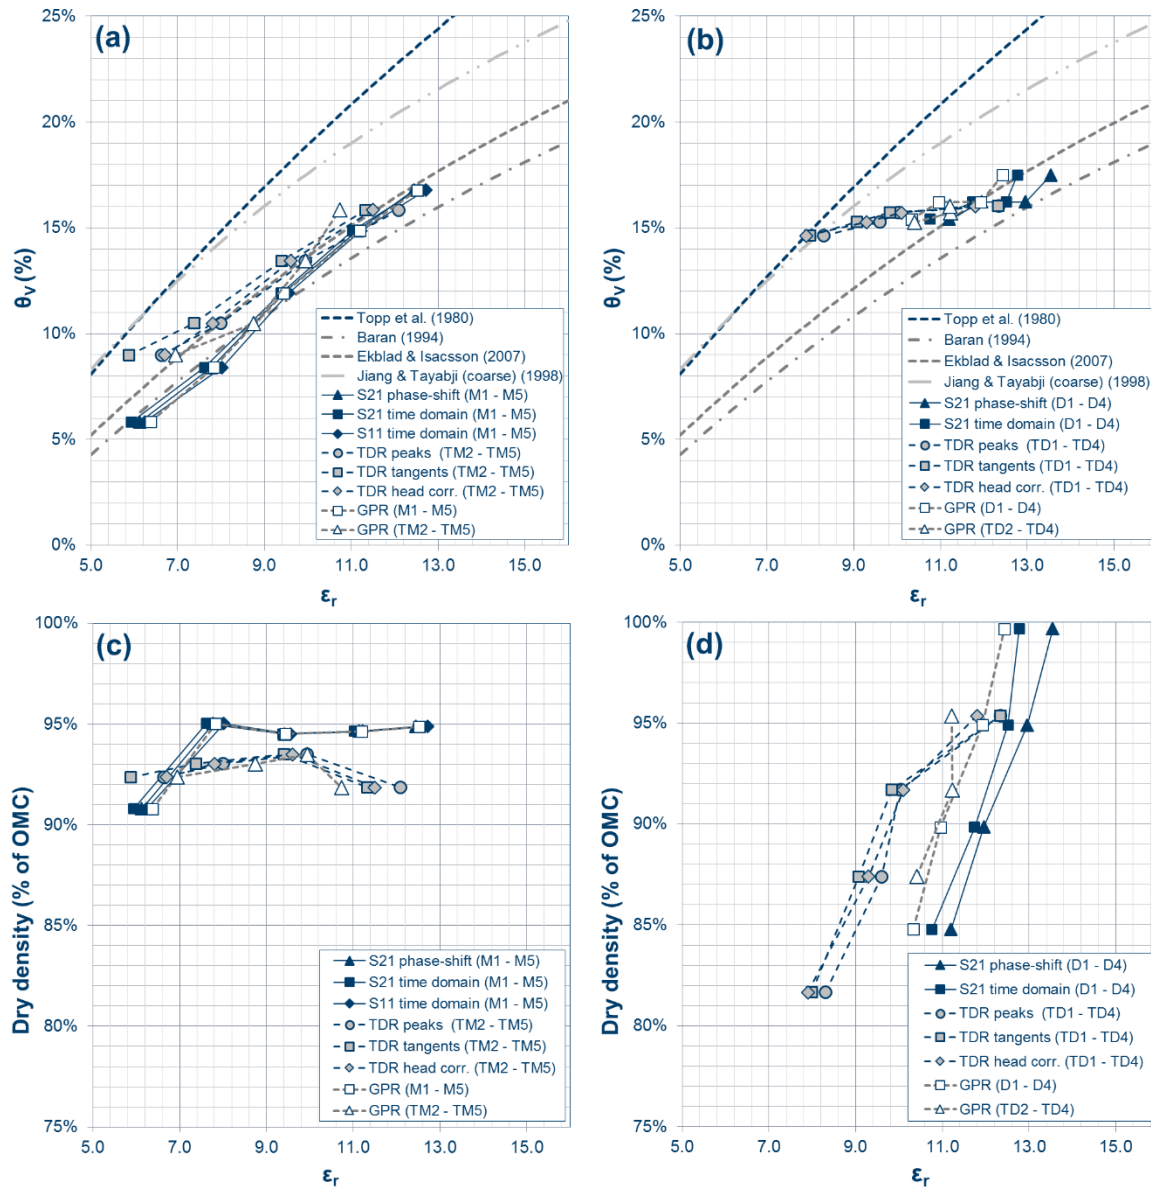 (a)
25%
20%
15%
10%
5%
0%
θv (%)
5.0 7.0 9.0 11.0 13.0 15.0
εr
Topp et al. (1980)
Baran (1994)
Ekblad & Isacsson (2007)
Jiang & Tayabji (coarse) (1998)
S21 phase-shift (M1 - M5)
S21 time domain (M1 - M5)
S11 time domain (M1 - M5)
TDR peaks (TM2 - TM5)
TDR tangents (TM2 - TM5)
TDR head corr. (TM2 - TM5)
GPR (M1 - M5)
GPR (TM2 - TM5)
(b)
25%
20%
15%
10%
5%
0%
θv (%)
5.0 7.0 9.0 11.0 13.0 15.0
εr
Topp et al. (1980)
Baran (1994)
Ekblad & Isacsson (2007)
Jiang & Tayabji (coarse) (1998)
S21 phase-shift (D1 - D4)
S21 time domain (D1 - D4)
TDR peaks (TD1 - TD4)
TDR tangents (TD1 - TD4)
TDR head corr. (TD1 - TD4)
GPR (D1 - D4)
GPR (TD2 - TD4)
(c)
100%
95%
90%
85%
80%
75%
Dry density (% of OMC)
5.0 7.0 9.0 11.0 13.0 15.0
εr
S21 phase-shift (M1 - M5)
S21 time domain (M1 - M5)
S11 time domain (M1 - M5)
TDR peaks (TM2 - TM5)
TDR tangents (TM2 - TM5)
TDR head corr. (TM2 - TM5)
GPR (M1 - M5)
GPR (TM2 - TM5)
(d)
100%
95%
90%
85%
80%
75%
Dry density (% of OMC)
5.0 7.0 9.0 11.0 13.0 15.0
εr
S21 phase-shift (D1 - D4)
S21 time domain (D1 - D4)
TDR peaks (TD1 - TD4)
TDR tangents (TD1 - TD4)
TDR head corr. (TD1 - TD4)
GPR (D1 - D4)
GPR (TD2 - TD4)